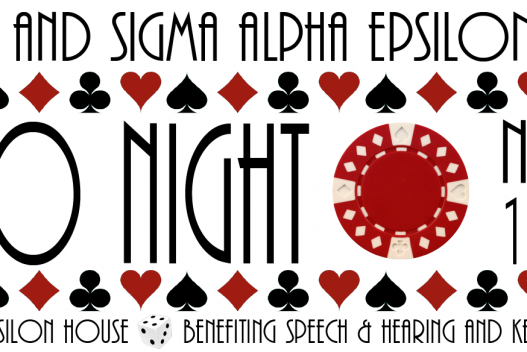 AND SIGMA ALPHA EPSILON
O NIGHT N
1
SILON HOUSE BENEFITING SPEECH & HEARING AND KE